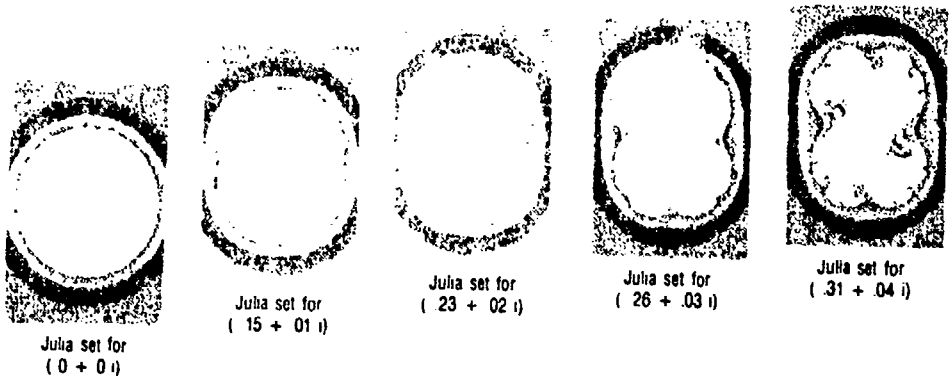 Julia set for
( 0 + 0 i)
Julia set for
( 15 + 01 i)
Julia set for
( 23 + 02 i)
Julia set for
( 26 + .03 i)
Julia set for
( .31 + .04 i)